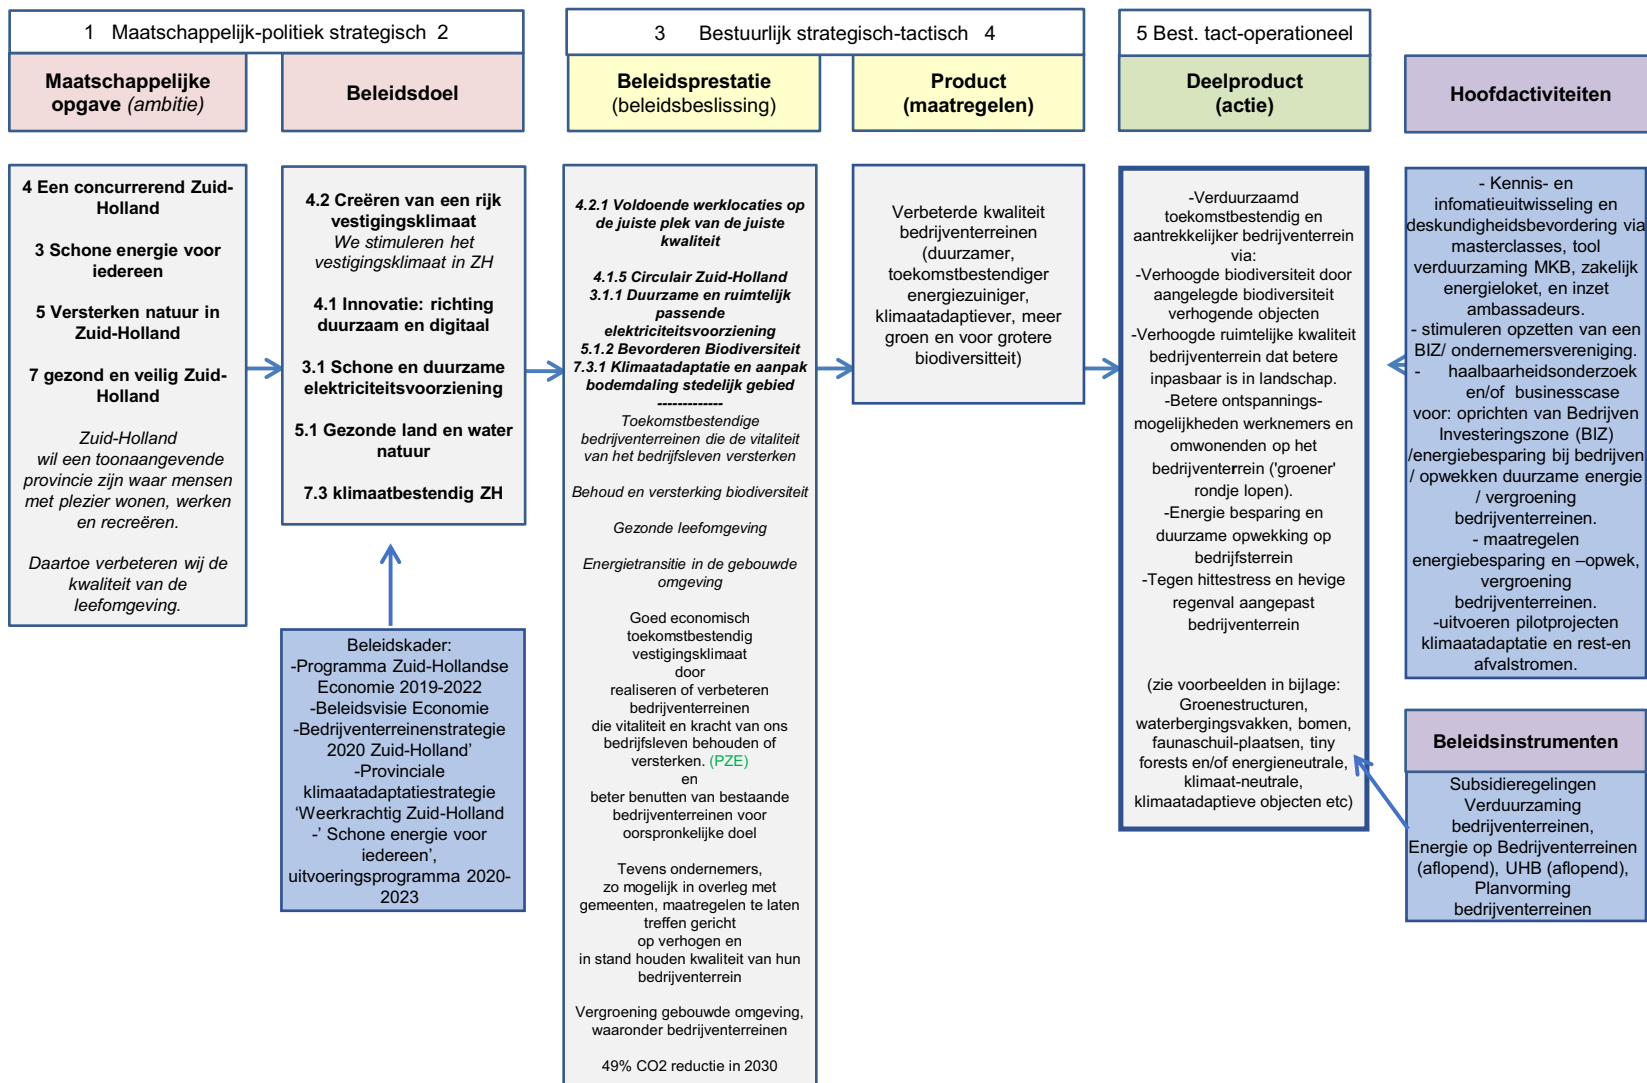 1 Maatschappelijk-politiek strategisch 2
3 Bestuurlijk strategisch-tactisch 4
5 Best. tact-operationeel
Maatschappelijke
opgave (ambitie)
Beleidsdoel
Beleidsprestatie
(beleidsbeslissing)
Product
(maatregelen)
Deelproduct
(actie)
Hoofdactiviteiten
4 Een concurrerend Zuid-
Holland
3 Schone energie voor
iedereen
5 Versterken natuur in
Zuid-Holland
7 gezond en veilig Zuid-
Holland
Zuid-Holland
wil een toonaangevende
provincie zijn waar mensen
met plezier wonen, werken
en recreëren.
Daartoe verbeteren wij de
kwaliteit van de
leefomgeving.
4.2 Creëren van een rijk
vestigingsklimaat
We stimuleren het
vestigingsklimaat in ZH
4.1 Innovatie: richting
duurzaam en digitaal
3.1 Schone en duurzame
elektriciteitsvoorziening
5.1 Gezonde land en water
natuur
7.3 klimaatbestendig ZH
Beleidskader:
-Programma Zuid-Hollandse
Economie 2019-2022
-Beleidsvisie Economie
-Bedrijventerreinenstrategie
2020 Zuid-Holland’
-Provinciale
klimaatadaptatiestrategie
‘Weerkrachtig Zuid-Holland
-’ Schone energie voor
iedereen’,
uitvoeringsprogramma 2020-
2023
4.2.1 Voldoende werklocaties op
de juiste plek van de juiste
kwaliteit
4.1.5 Circulair Zuid-Holland
3.1.1 Duurzame en ruimtelijk
passende
elektriciteitsvoorziening
5.1.2 Bevorderen Biodiversiteit
7.3.1 Klimaatadaptatie en aanpak
bodemdaling stedelijk gebied
-------------
Toekomstbestendige
bedrijventerreinen die de vitaliteit
van het bedrijfsleven versterken
Behoud en versterking biodiversiteit
Gezonde leefomgeving
Energietransitie in de gebouwde
omgeving
Goed economisch
toekomstbestendig
vestigingsklimaat
door
realiseren of verbeteren
bedrijventerreinen
die vitaliteit en kracht van ons
bedrijfsleven behouden of
versterken. (PZE)
en
beter benutten van bestaande
bedrijventerreinen voor
oorspronkelijke doel
Tevens ondernemers,
zo mogelijk in overleg met
gemeenten, maatregelen te laten
treffen gericht
op verhogen en
in stand houden kwaliteit van hun
bedrijventerrein
Vergroening gebouwde omgeving,
waaronder bedrijventerreinen
49% CO2 reductie in 2030
Verbeterde kwaliteit
bedrijventerreinen
(duurzamer,
toekomstbestendiger
energiezuiniger,
klimaatadaptiever, meer
groen en voor grotere
biodiversitteit)
-Verduurzaamd
toekomstbestendig en
aantrekkelijker bedrijventerrein
via:
-Verhoogde biodiversiteit door
aangelegde biodiversiteit
verhogende objecten
-Verhoogde ruimtelijke kwaliteit
bedrijventerrein dat betere
inpasbaar is in landschap.
-Betere ontspannings-
mogelijkheden werknemers en
omwonenden op het
bedrijventerrein ('groener'
rondje lopen).
-Energie besparing en
duurzame opwekking op
bedrijfsterrein
-Tegen hittestress en hevige
regenval aangepast
bedrijventerrein
(zie voorbeelden in bijlage:
Groenestructuren,
waterbergingsvakken, bomen,
faunaschuil-plaatsen, tiny
forests en/of energieneutrale,
klimaat-neutrale,
klimaatadaptieve objecten etc)
- Kennis- en
infomatieuitwisseling en
deskundigheidsbevordering via
masterclasses, tool
verduurzaming MKB, zakelijk
energieloket, en inzet
ambassadeurs.
- stimuleren opzetten van een
BIZ/ ondernemersvereniging.
- haalbaarheidsonderzoek
en/of businesscase
voor: oprichten van Bedrijven
Investeringszone (BIZ)
/energiebesparing bij bedrijven
/ opwekken duurzame energie
/ vergroening
bedrijventerreinen.
- maatregelen
energiebesparing en –opwek,
vergroening
bedrijventerreinen.
-uitvoeren pilotprojecten
klimaatadaptatie en rest-en
afvalstromen.
Beleidsinstrumenten
Subsidieregelingen
Verduurzaming
bedrijventerreinen,
Energie op Bedrijventerreinen
(aflopend), UHB (aflopend),
Planvorming
bedrijventerreinen